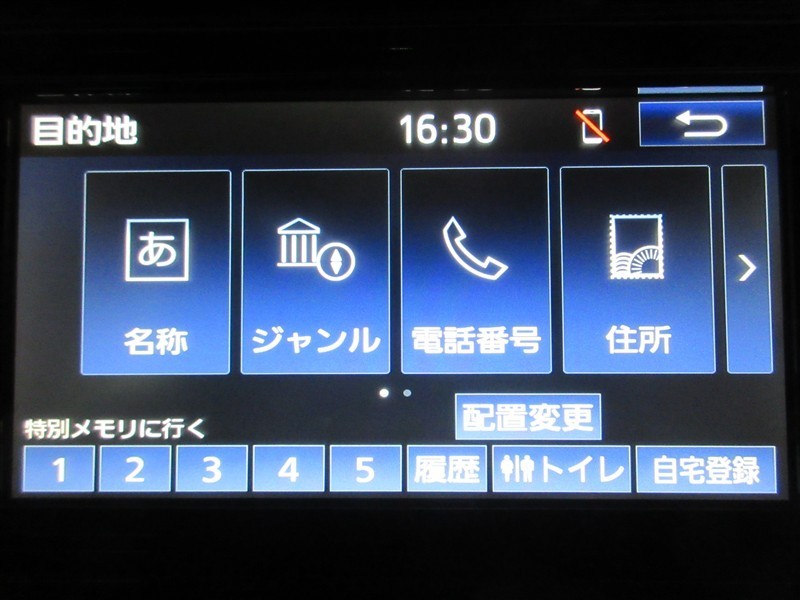 目的地 16:30
あ
名称 ジャンル 電話番号 住所
配置変更
特別メモリに行く
1 2 3 4 5 履歴 トイレ 自宅登録